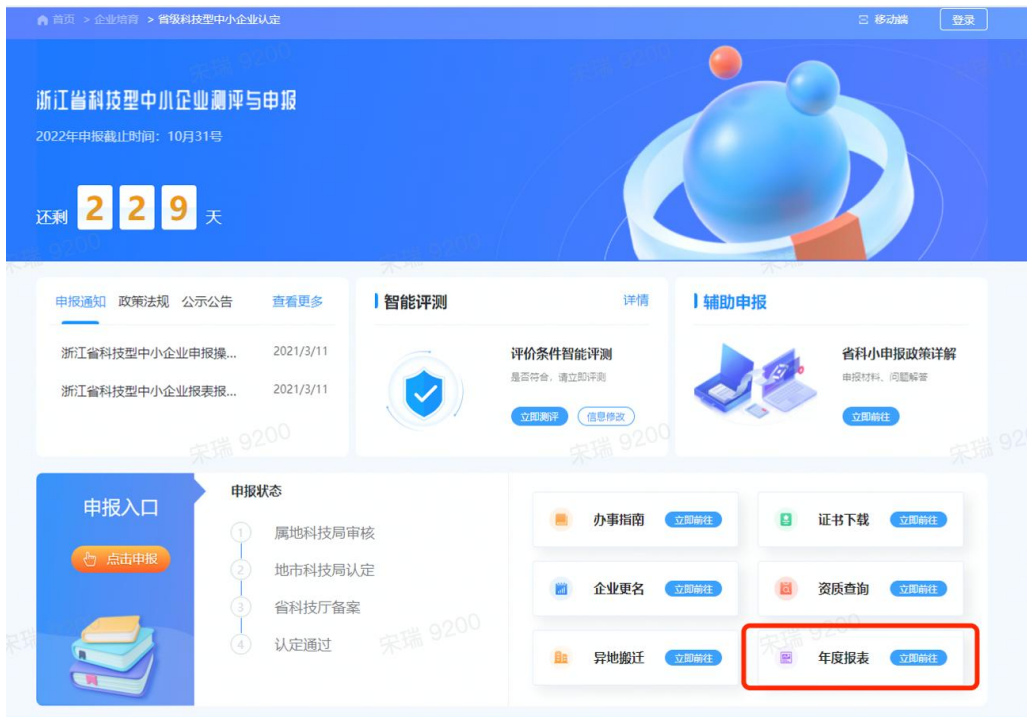 首页 > 企业培育 > 省级科技型中小企业认定
移动端
登录
浙江省科技型中小企业测评与申报
2022年申报截止时间：10月31号
还剩 2 2 9 天
申报通知 政策法规 公示公告 查看更多
浙江省科技型中小企业申报操... 2021/3/11
浙江省科技型中小企业报表报... 2021/3/11
智能评测 详情
评价条件智能评测
是否符合，请立即评测
立即测评 信息修改
辅助申报
省科小申报政策详解
申报材料、问题解答
立即前往
申报入口
点击申报
申报状态
1 属地科技局审核
2 地市科技局认定
3 省科技厅备案
4 认定通过
办事指南 立即前往
证书下载 立即前往
企业更名 立即前往
资质查询 立即前往
异地搬迁 立即前往
年度报表 立即前往
宋瑞 9200